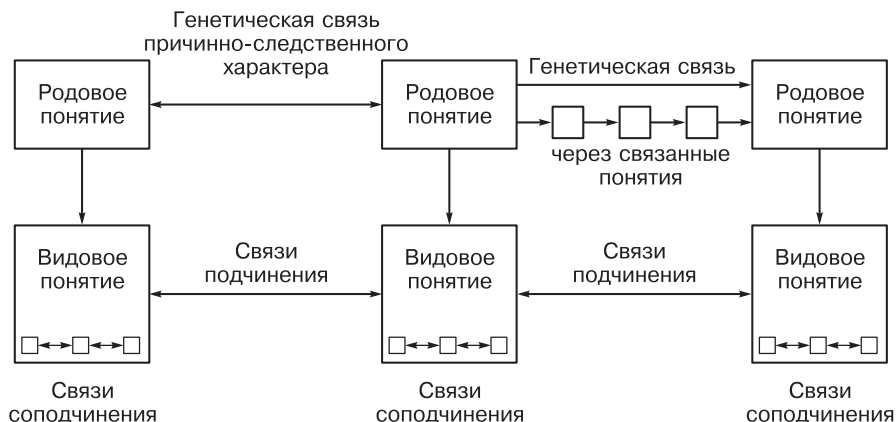 Генетическая связь
причинно-следственного
характера
Родовое
понятие
Родовое
понятие
Генетическая связь
через связанные
понятия
Родовое
понятие
Видовое
понятие
Связи
подчинения
Видовое
понятие
Связи
подчинения
Видовое
понятие
Связи
соподчинения
Связи
соподчинения
Связи
соподчинения